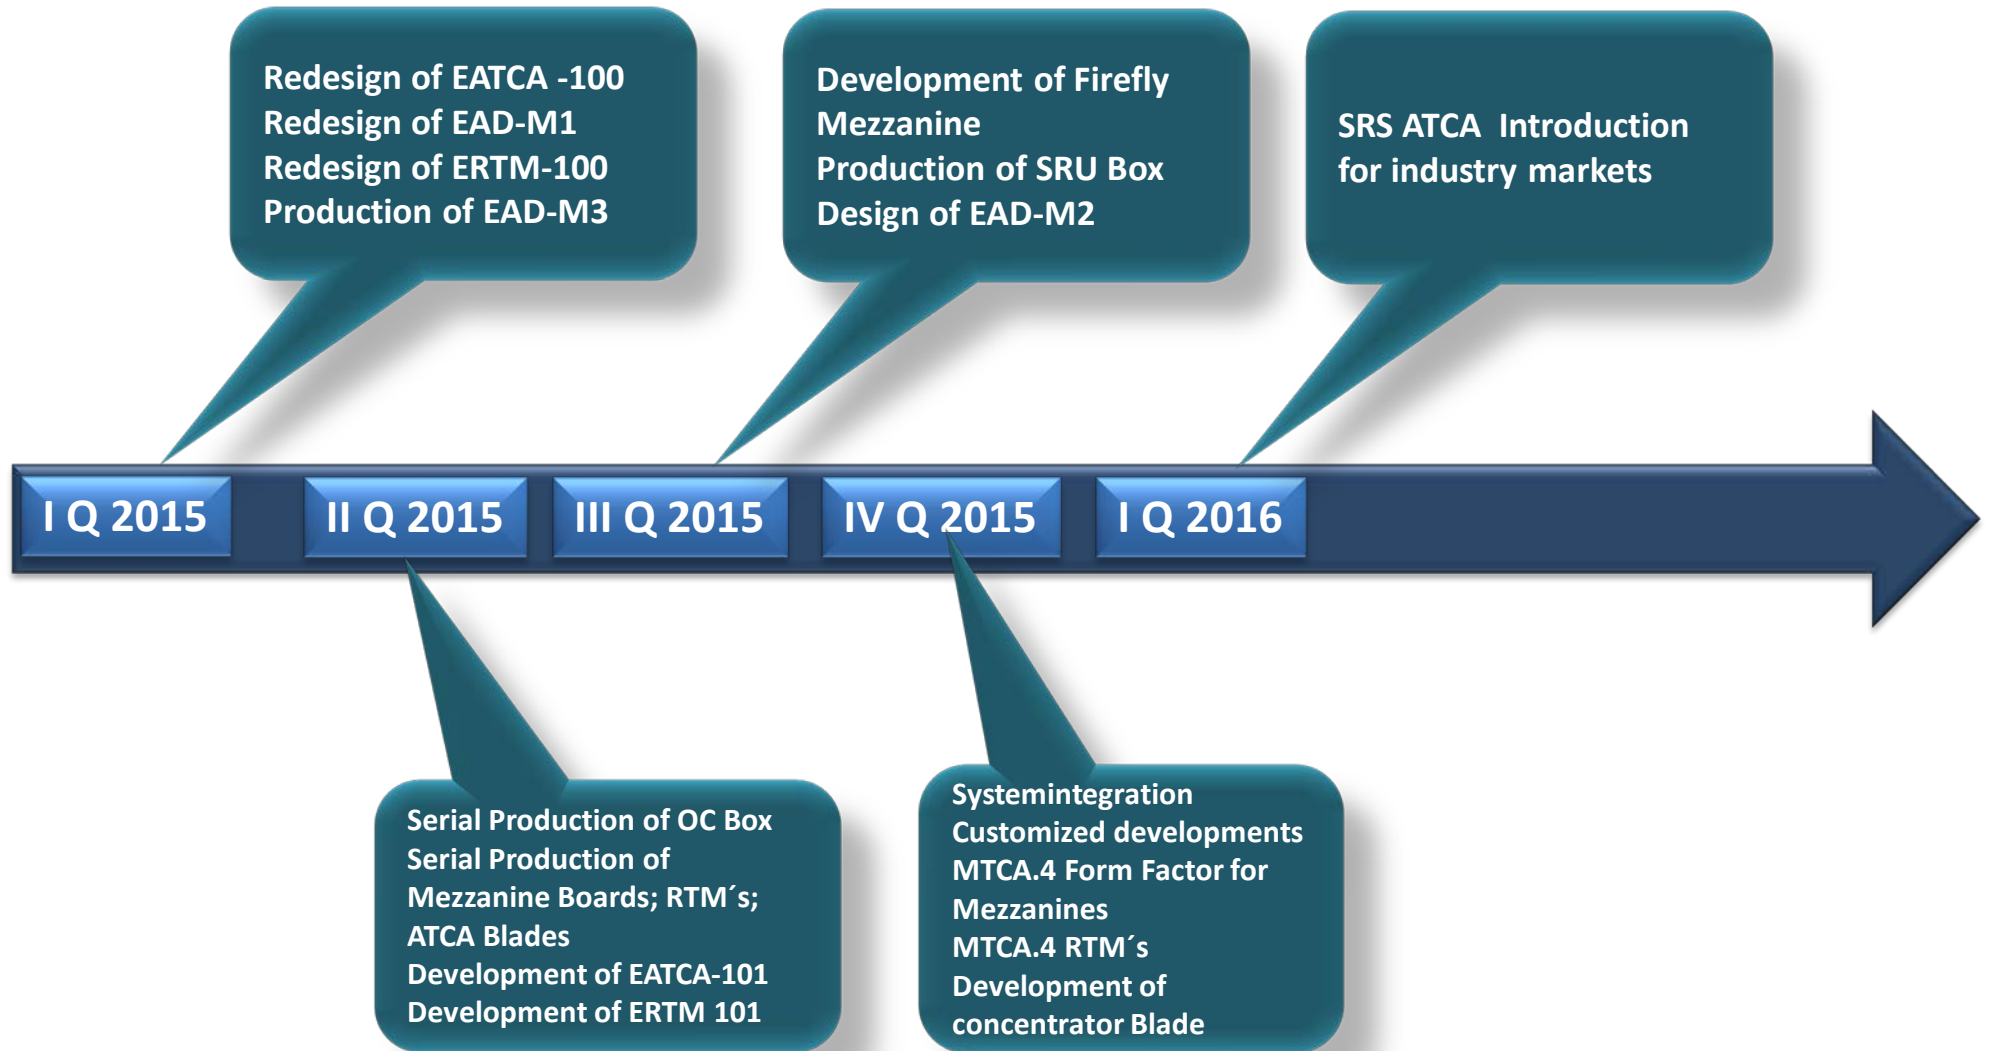 Redesign of EATCA -100
Redesign of EAD-M1
Redesign of ERTM-100
Production of EAD-M3
Development of Firefly
Mezzanine
Production of SRU Box
Design of EAD-M2
SRS ATCA  Introduction
for industry markets
I Q 2015
II Q 2015
III Q 2015
IV Q 2015
I Q 2016
Serial Production of OC Box
Serial Production of
Mezzanine Boards; RTM´s;
ATCA Blades
Development of EATCA-101
Development of ERTM 101
Systemintegration
Customized developments
MTCA.4 Form Factor for
Mezzanines
MTCA.4 RTM´s
Development of
concentrator Blade